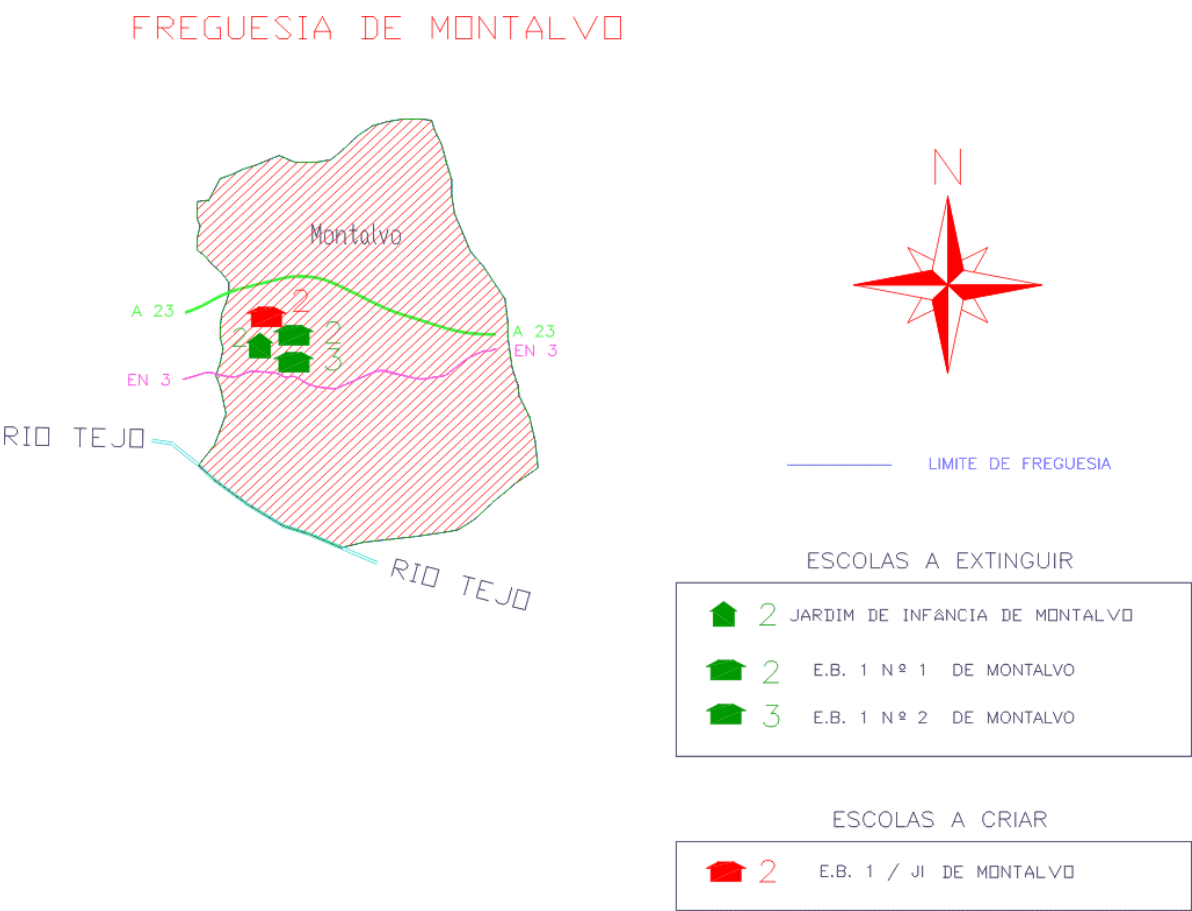 FREGUESIA DE MONTALVO
N
Montalvo
A 23
2
2
2
A 23
3
EN 3
EN 3
RIO TEJO
RIO TEJO
LIMITE DE FREGUESIA
ESCOLAS A EXTINGUIR
2 JARDIM DE INFÂNCIA DE MONTALVO
2 E.B. 1 Nº 1 DE MONTALVO
3 E.B. 1 Nº 2 DE MONTALVO
ESCOLAS A CRIAR
2 E.B. 1 / JI DE MONTALVO